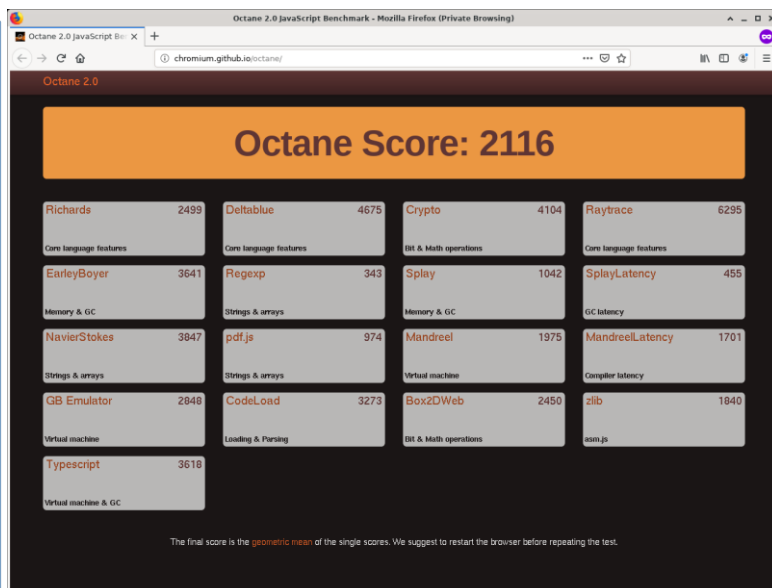 Octane 2.0 JavaScript Benchmark - Mozilla Firefox (Private Browsing)
Octane 2.0 JavaScript Be
chromium.github.io/octane/
Octane 2.0
Octane Score: 2116
Richards 2499
Core language features
Deltablue 4675
Core language features
Crypto 4104
Bit & Math operations
Raytrace 6295
Core language features
EarleyBoyer 3641
Memory & GC
Regexp 343
Strings & arrays
Splay 1042
Memory & GC
SplayLatency 455
GC latency
NavierStokes 3847
Strings & arrays
pdf.js 974
Strings & arrays
Mandreel 1975
Virtual machine
MandreelLatency 1701
Compiler latency
GB Emulator 2848
Virtual machine
CodeLoad 3273
Loading & Parsing
Box2DWeb 2450
Bit & Math operations
zlib 1840
asm.js
Typescript 3618
Virtual machine & GC
The final score is the geometric mean of the single scores. We suggest to restart the browser before repeating the test.